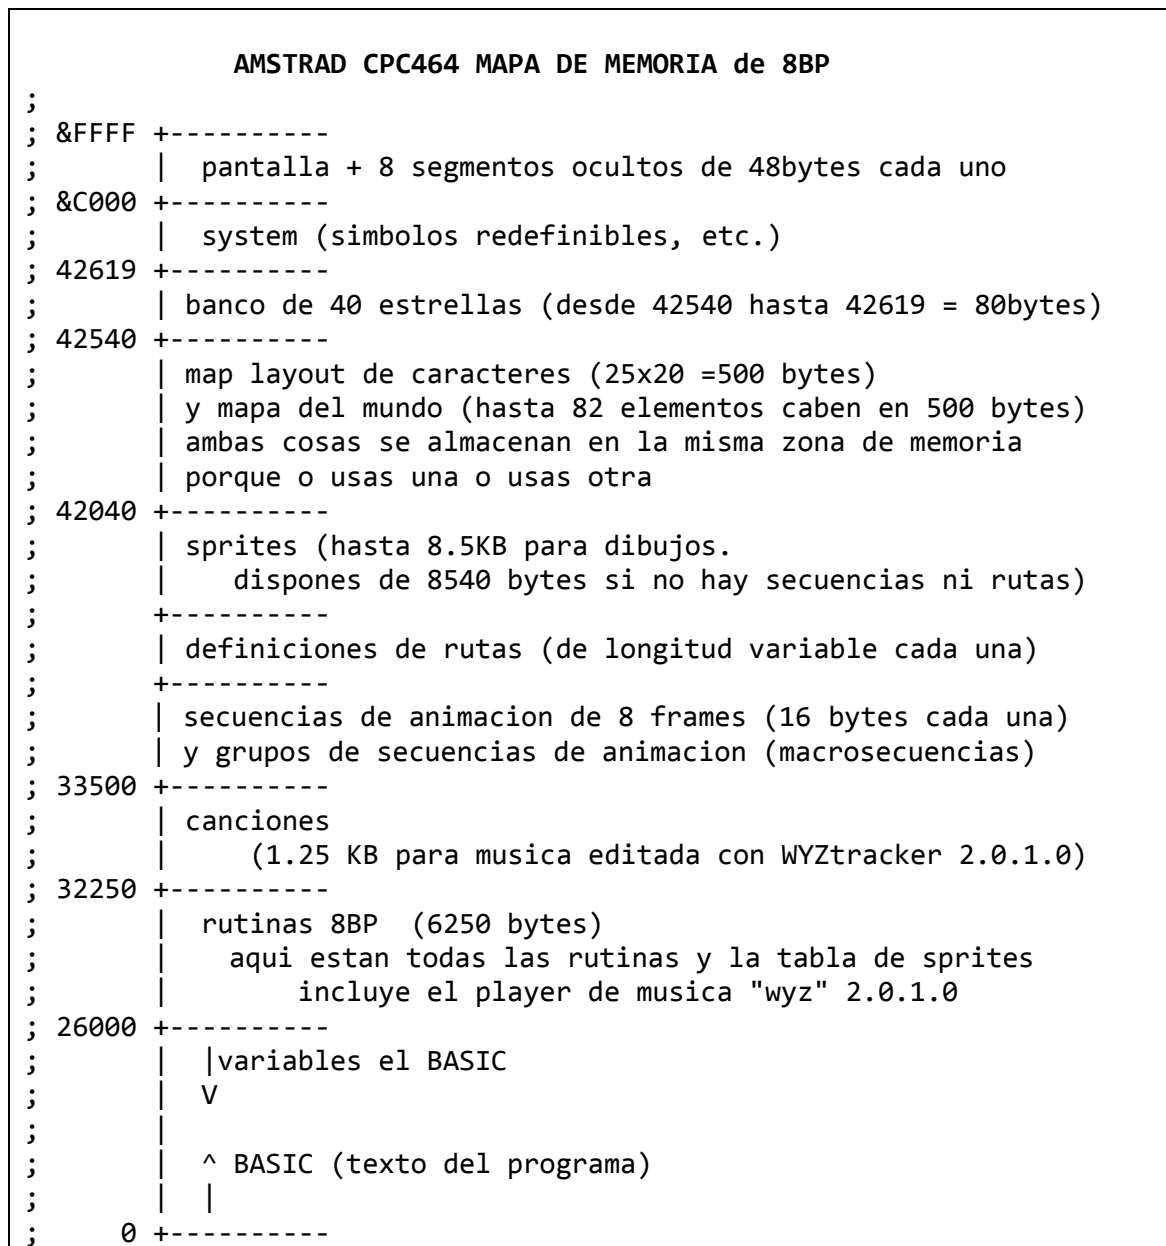 AMSTRAD CPC464 MAPA DE MEMORIA de 8BP
;
; &FFFF +----------
;       |  pantalla + 8 segmentos ocultos de 48bytes cada uno
; &C000 +----------
;       |  system (simbolos redefinibles, etc.)
; 42619 +----------
;       | banco de 40 estrellas (desde 42540 hasta 42619 = 80bytes)
; 42540 +----------
;       | map layout de caracteres (25x20 =500 bytes)
;       | y mapa del mundo (hasta 82 elementos caben en 500 bytes)
;       | ambas cosas se almacenan en la misma zona de memoria
;       | porque o usas una o usas otra
; 42040 +----------
;       | sprites (hasta 8.5KB para dibujos.
;       |    dispones de 8540 bytes si no hay secuencias ni rutas)
;       +----------
;       | definiciones de rutas (de longitud variable cada una)
;       +----------
;       | secuencias de animacion de 8 frames (16 bytes cada una)
;       | y grupos de secuencias de animacion (macrosecuencias)
; 33500 +----------
;       | canciones
;       |     (1.25 KB para musica editada con WYZtracker 2.0.1.0)
; 32250 +----------
;       |  rutinas 8BP  (6250 bytes)
;       |    aqui estan todas las rutinas y la tabla de sprites
;       |        incluye el player de musica "wyz" 2.0.1.0
; 26000 +----------
;       |  |variables el BASIC
;       |  V
;       |
;       |  ^ BASIC (texto del programa)
;       |  |
;     0 +----------